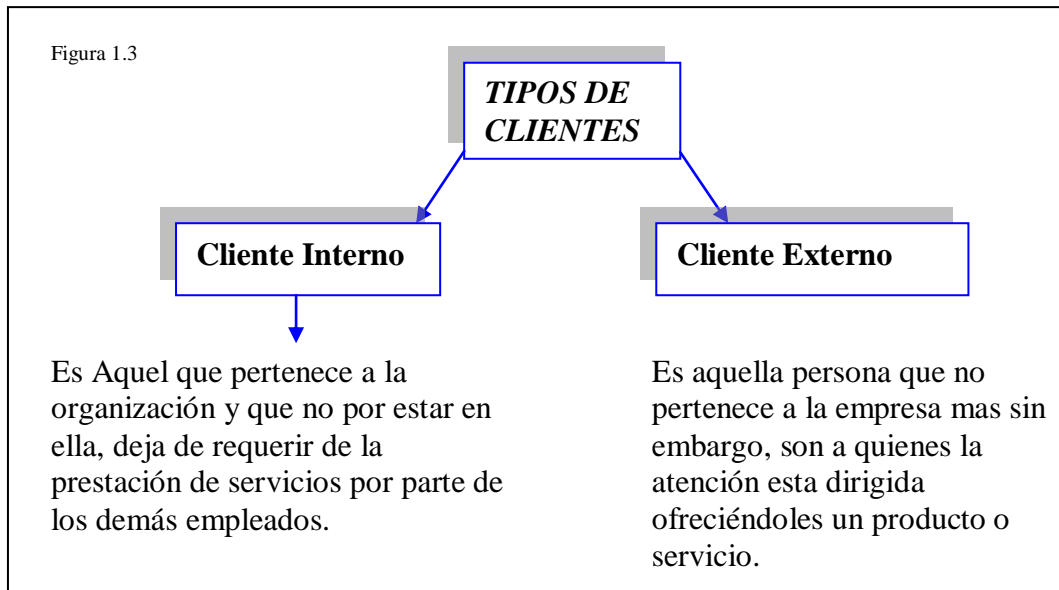 Figura 1.3
TIPOS DE
CLIENTES
Cliente Interno
Es Aquel que pertenece a la
organización y que no por estar en
ella, deja de requerir de la
prestación de servicios por parte de
los demás empleados.
Cliente Externo
Es aquella persona que no
pertenece a la empresa mas sin
embargo, son a quienes la
atención esta dirigida
ofreciéndoles un producto o
servicio.